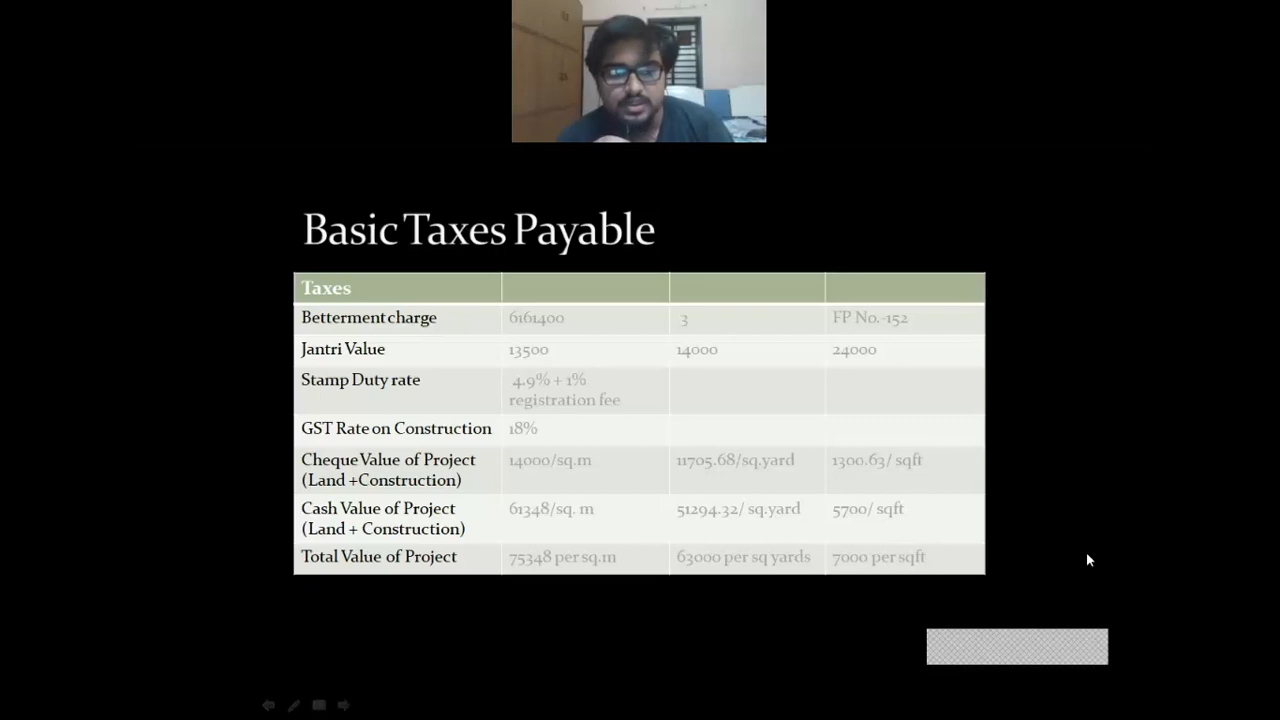 Basic Taxes Payable
Taxes
Betterment charge 6161400 3 FP No.-152
Jantri Value 13500 14000 24000
Stamp Duty rate 4.9% + 1%
registration fee
GST Rate on Construction 18%
Cheque Value of Project 14000/sq.m 11705.68/sq.yard 1300.63/ sqft
(Land +Construction)
Cash Value of Project 61348/sq. m 51294.32/ sq.yard 5700/ sqft
(Land + Construction)
Total Value of Project 75348 per sq.m 63000 per sq yards 7000 per sqft